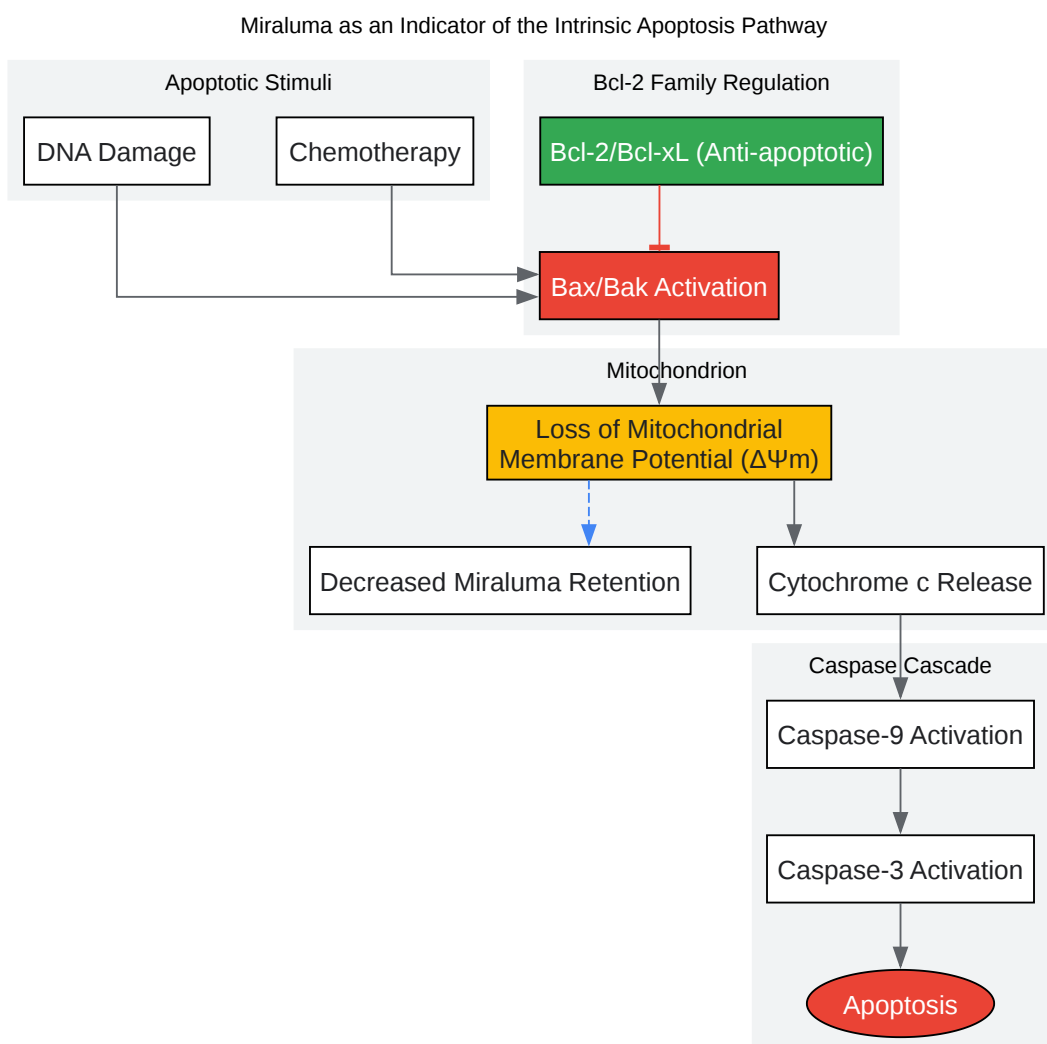 Miraluma as an Indicator of the Intrinsic Apoptosis Pathway
Apoptotic Stimuli
DNA Damage
Chemotherapy
Bcl-2 Family Regulation
Bcl-2/Bcl-xL (Anti-apoptotic)
Bax/Bak Activation
Mitochondrion
Loss of Mitochondrial
Membrane Potential (ΔΨm)
Decreased Miraluma Retention
Cytochrome c Release
Caspase Cascade
Caspase-9 Activation
Caspase-3 Activation
Apoptosis